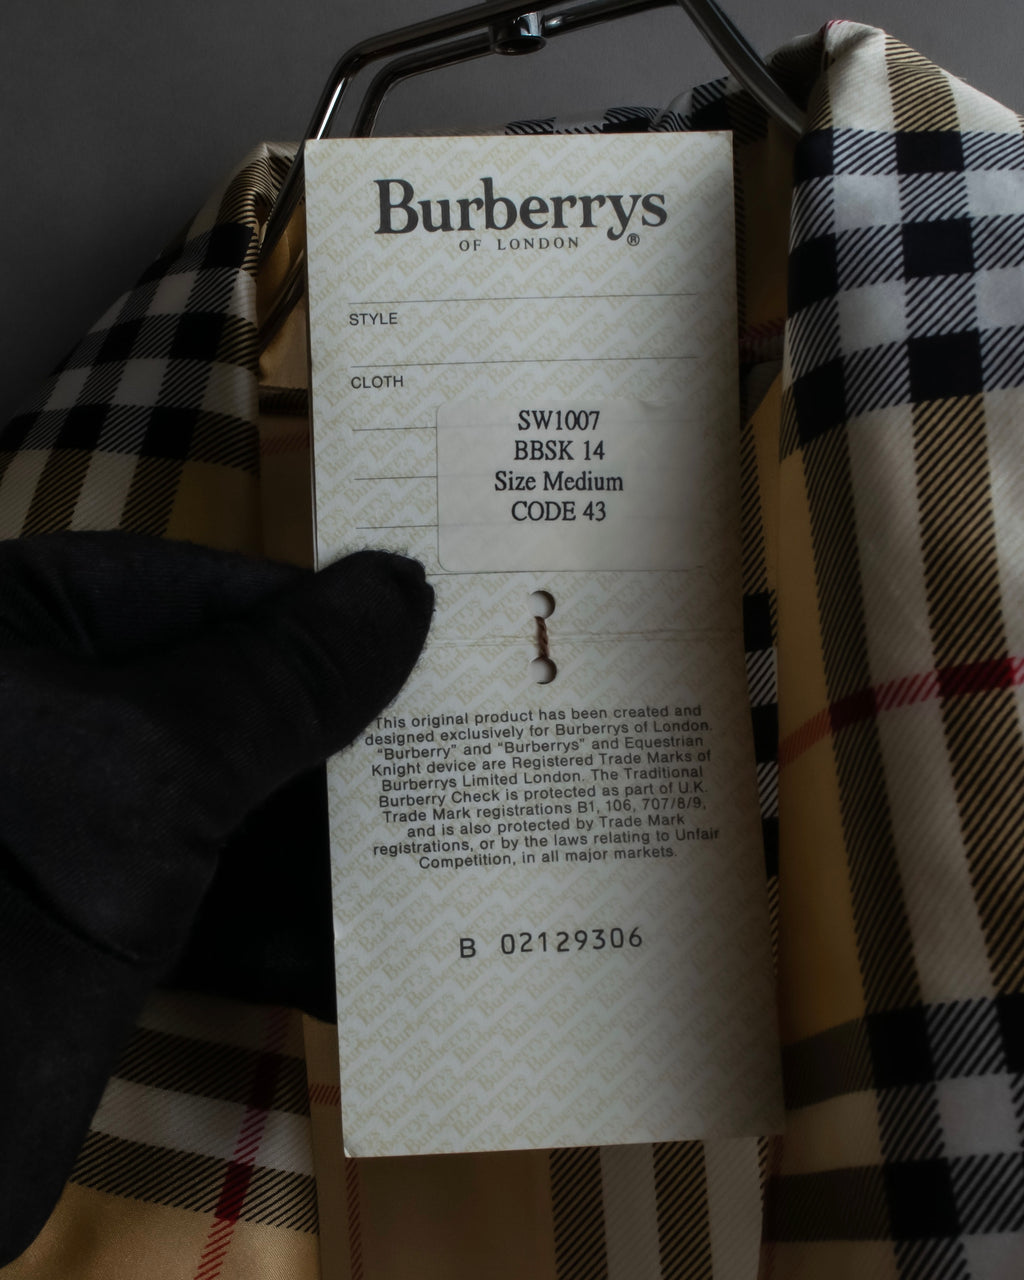 Burberrys
OF LONDON ®
STYLE
CLOTH
SW1007
BBSK 14
Size Medium
CODE 43
This original product has been created and
designed exclusively for Burberrys of London.
"Burberry" and "Burberrys" and Equestrian
Knight device are Registered Trade Marks of
Burberrys Limited London. The Traditional
Burberry Check is protected as part of U.K.
Trade Mark registrations B1, 106, 707/8/9,
and is also protected by Trade Mark
registrations, or by the laws relating to Unfair
Competition, in all major markets.
B 02129306